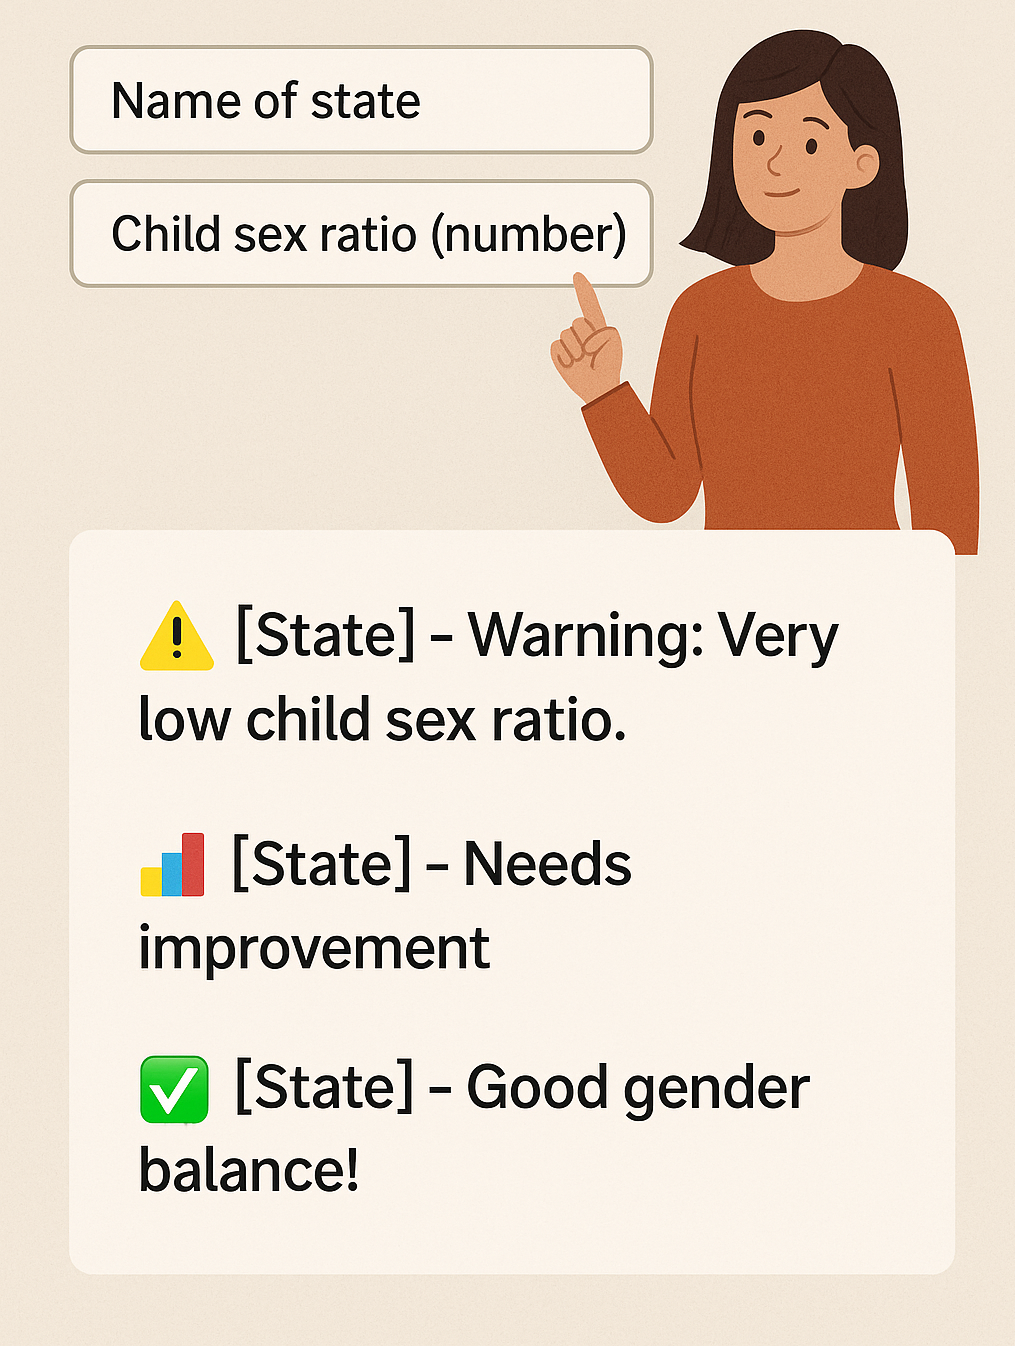 Name of state
Child sex ratio (number)
⚠️ [State] – Warning: Very
low child sex ratio.
📊 [State] – Needs
improvement
✅ [State] – Good gender
balance!